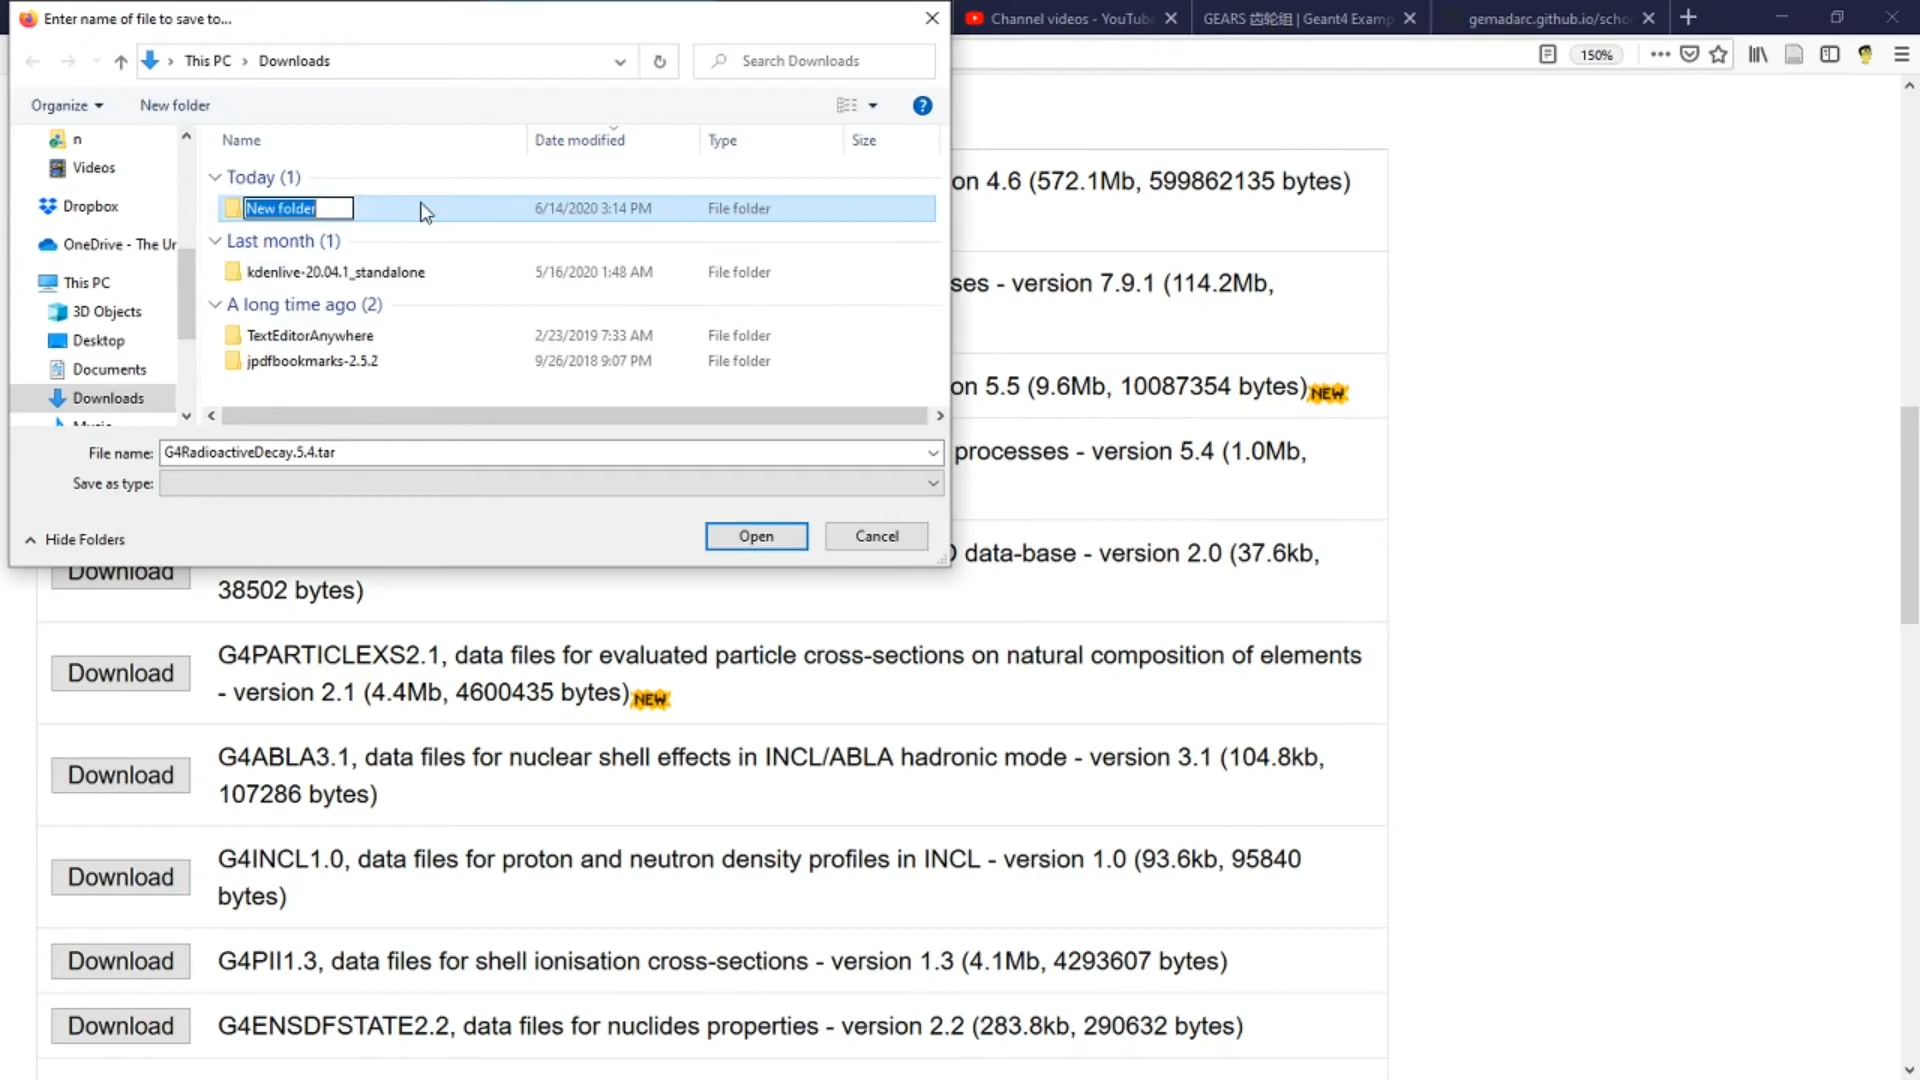 Enter name of file to save to...
Channel videos - YouTube
GEARS 齿轮组 | Geant4 Examp
gemadarc.github.io/schor
This PC
Downloads
Search Downloads
150%
Organize
New folder
n
Videos
Dropbox
OneDrive - The Ur
This PC
3D Objects
Desktop
Documents
Downloads
Music
Name
Date modified
Type
Size
Today (1)
New folder
6/14/2020 3:14 PM
File folder
Last month (1)
kdenlive-20.04.1_standalone
5/16/2020 1:48 AM
File folder
A long time ago (2)
TextEditorAnywhere
2/23/2019 7:33 AM
File folder
jpdfbookmarks-2.5.2
9/26/2018 9:07 PM
File folder
File name:
G4RadioactiveDecay.5.4.tar
Save as type:
Hide Folders
Open
Cancel
on 4.6 (572.1Mb, 599862135 bytes)
ses - version 7.9.1 (114.2Mb,
on 5.5 (9.6Mb, 10087354 bytes) NEW
processes - version 5.4 (1.0Mb,
D data-base - version 2.0 (37.6kb,
Download
38502 bytes)
Download
G4PARTICLEXS2.1, data files for evaluated particle cross-sections on natural composition of elements
- version 2.1 (4.4Mb, 4600435 bytes) NEW
Download
G4ABLA3.1, data files for nuclear shell effects in INCL/ABLA hadronic mode - version 3.1 (104.8kb,
107286 bytes)
Download
G4INCL1.0, data files for proton and neutron density profiles in INCL - version 1.0 (93.6kb, 95840
bytes)
Download
G4PII1.3, data files for shell ionisation cross-sections - version 1.3 (4.1Mb, 4293607 bytes)
Download
G4ENSDFSTATE2.2, data files for nuclides properties - version 2.2 (283.8kb, 290632 bytes)